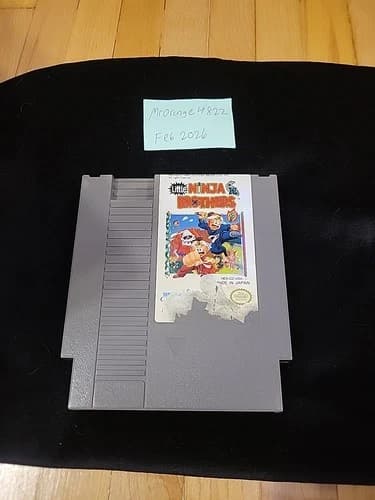 MrOrange4822
Feb 2026
Little
NINJA
BROTHERS
MADE IN JAPAN